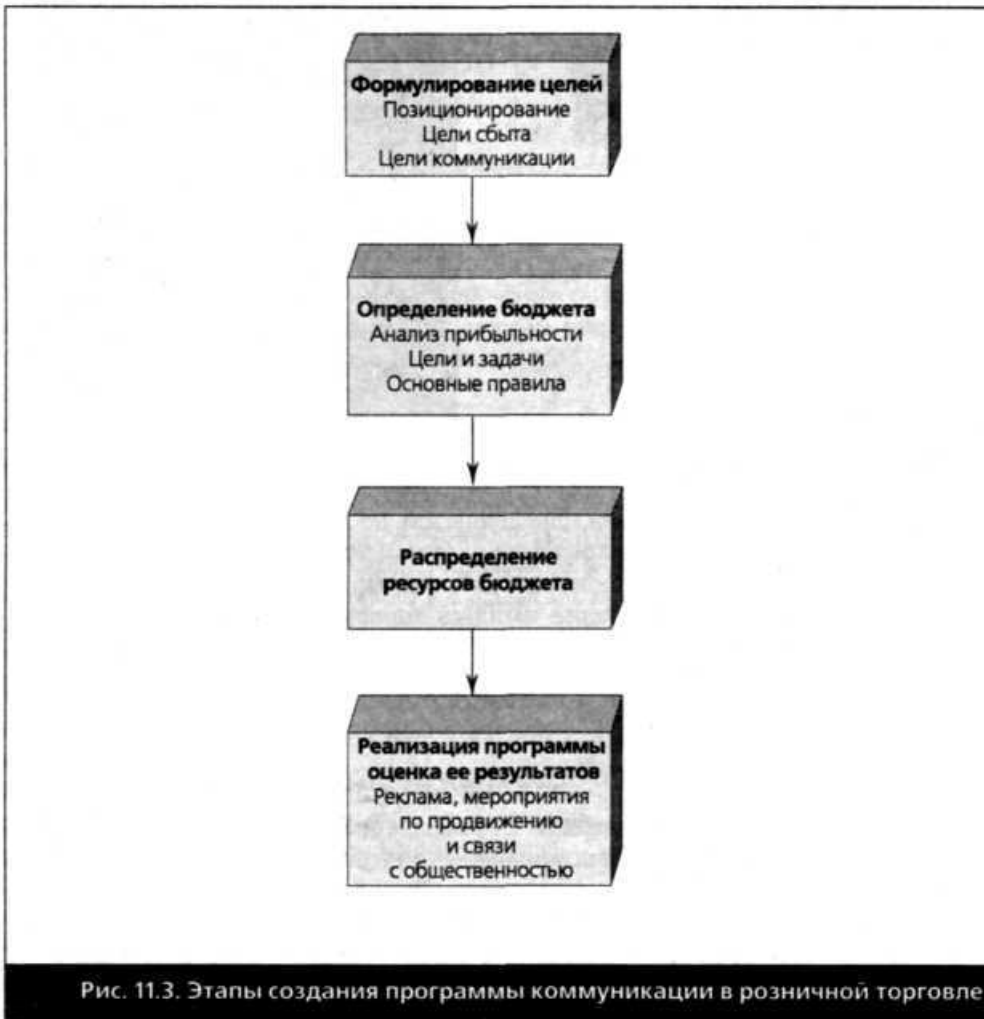 Формулирование целей
Позиционирование
Цели сбыта
Цели коммуникации
Определение бюджета
Анализ прибыльности
Цели и задачи
Основные правила
Распределение
ресурсов бюджета
Реализация программы
оценка ее результатов
Реклама, мероприятия
по продвижению
и связи
с общественностью
Рис. 11.3. Этапы создания программы коммуникации в розничной торговле